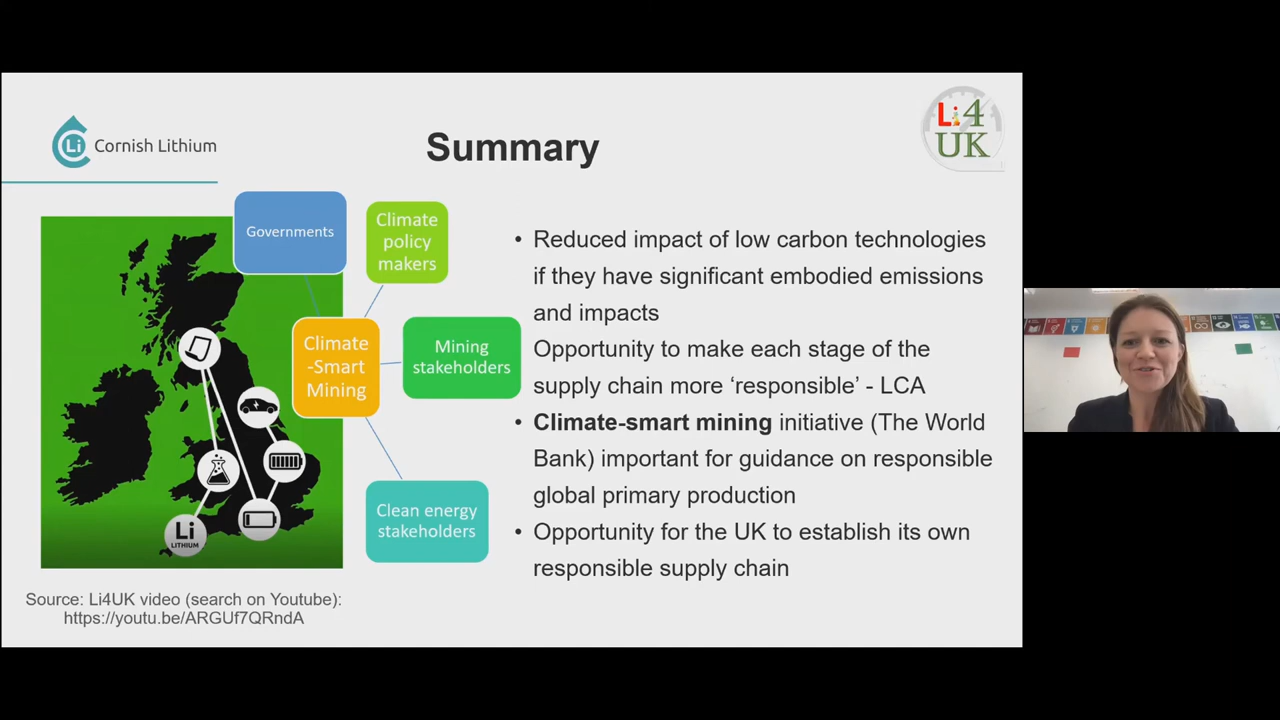 Li
Cornish Lithium
Summary
Li4
UK
Governments
Climate
policy
makers
Climate
-Smart
Mining
Mining
stakeholders
Clean energy
stakeholders
Li
LITHIUM
• Reduced impact of low carbon technologies
if they have significant embodied emissions
and impacts
Opportunity to make each stage of the
supply chain more ‘responsible’ - LCA
• Climate-smart mining initiative (The World
Bank) important for guidance on responsible
global primary production
• Opportunity for the UK to establish its own
responsible supply chain
Source: Li4UK video (search on Youtube):
https://youtu.be/ARGUf7QRndA